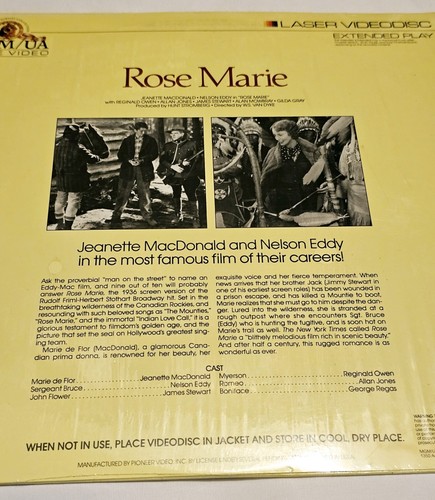 M/UA
VIDEO
LASER VIDEODISC
EXTENDED PLAY
Rose Marie
JEANETTE MACDONALD • NELSON EDDY in "ROSE MARIE"
with REGINALD OWEN • ALLAN JONES • JAMES STEWART • ALAN MOWBRAY • GILDA GRAY
Produced by HUNT STROMBERG • Directed by W.S. VAN DYKE
Jeanette MacDonald and Nelson Eddy
in the most famous film of their careers!
Ask the proverbial "man on the street" to name an
Eddy-Mac film, and nine out of ten will probably
answer Rose Marie, the 1936 screen version of the
Rudolf Friml-Herbert Stothart Broadway hit. Set in the
breathtaking wilderness of the Canadian Rockies, and
resounding with such beloved songs as "The Mounties,"
"Rose Marie," and the immortal "Indian Love Call," it is a
glorious testament to filmdom's golden age, and the
picture that set the seal on Hollywood's greatest sing-
ing team.
Marie de Flor (MacDonald), a glamorous Cana-
dian prima donna, is renowned for her beauty, her
exquisite voice and her fierce temperament. When
news arrives that her brother Jack (Jimmy Stewart in
one of his earliest screen roles) has been wounded in
a prison escape, and has killed a Mountie to boot,
Marie realizes that she must go to him despite the dan-
ger. Lured into the wilderness, she is stranded at a
rough outpost where she encounters Sgt. Bruce
(Eddy) who is hunting the fugitive, and is soon hot on
Marie's trail as well. The New York Times called Rose
Marie a "blithely melodious film rich in scenic beauty."
And after half a century, this rugged romance is as
wonderful as ever.
CAST
Marie de Flor Jeanette MacDonald
Sergeant Bruce Nelson Eddy
John Flower James Stewart
Myerson Reginald Owen
Romeo Allan Jones
Boniface George Regas
WHEN NOT IN USE, PLACE VIDEODISC IN JACKET AND STORE IN COOL, DRY PLACE.
MANUFACTURED BY PIONEER VIDEO, INC.